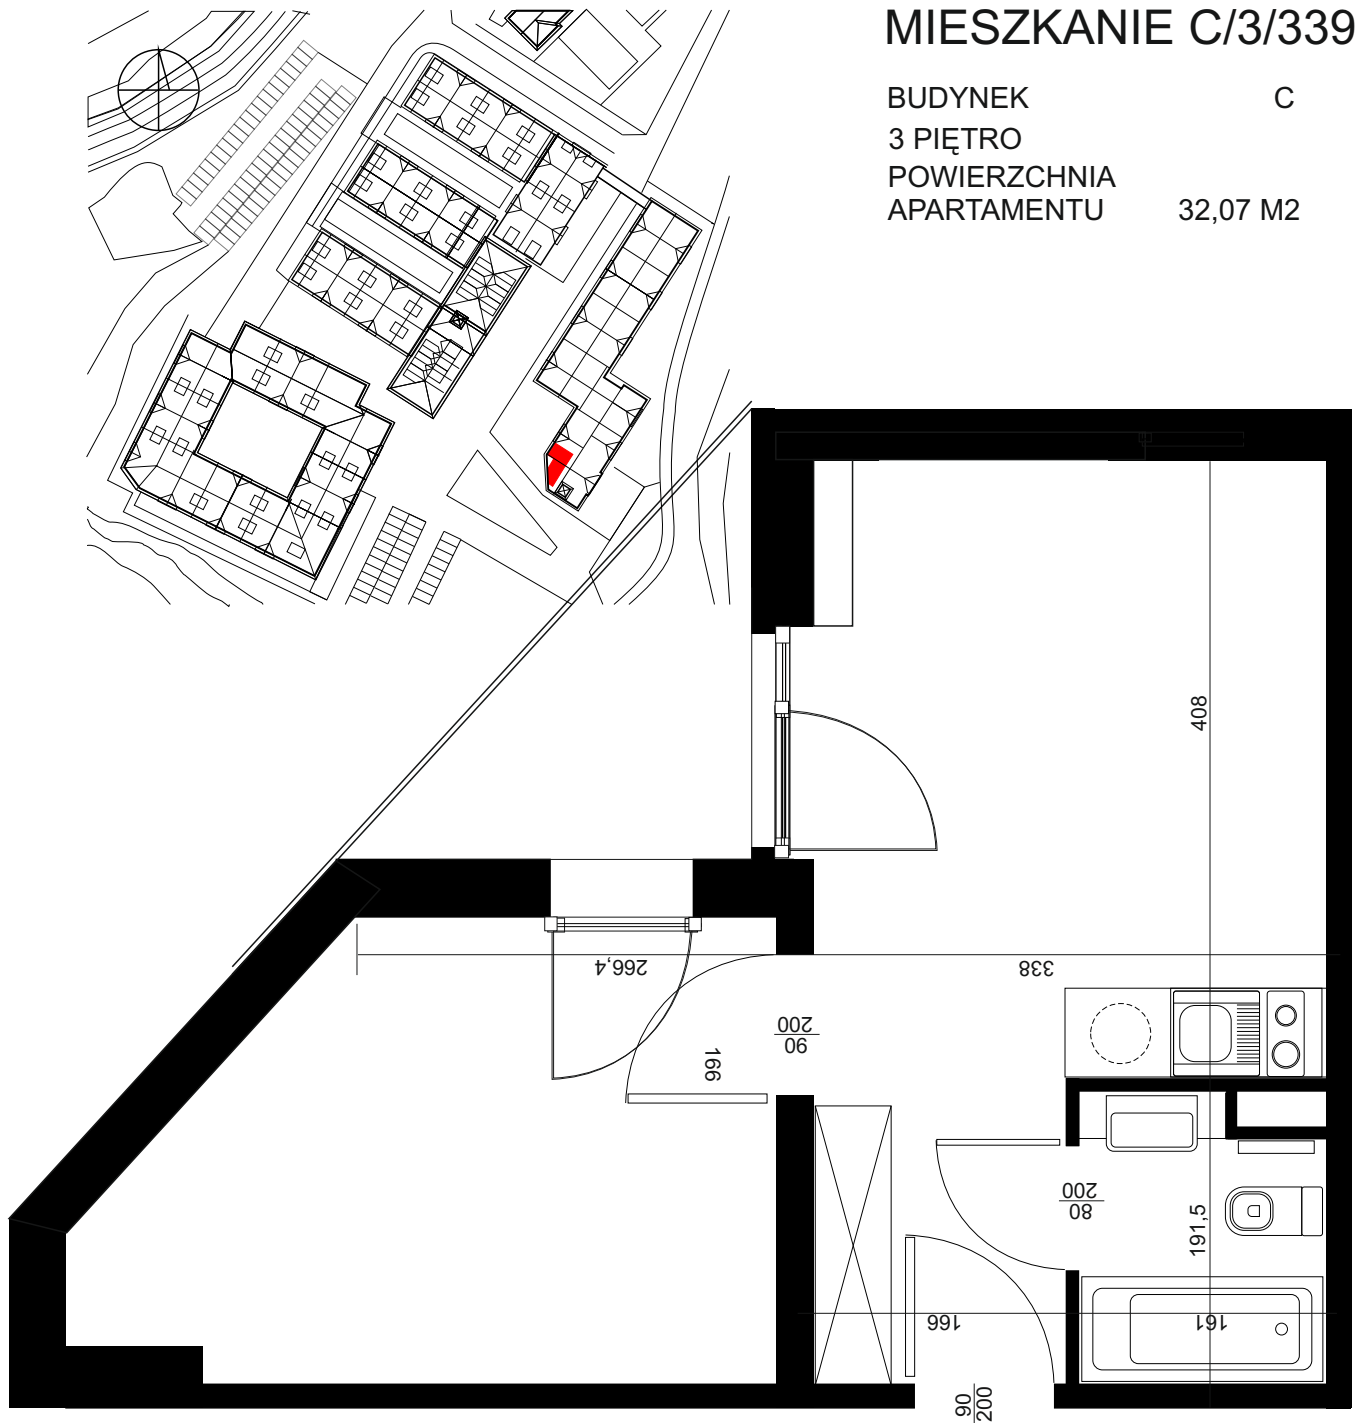 MIESZKANIE C/3/339
BUDYNEK C
3 PIĘTRO
POWIERZCHNIA
APARTAMENTU 32,07 M2
408
266,4
338
90
200
166
80
200
191,5
166
161
90
200